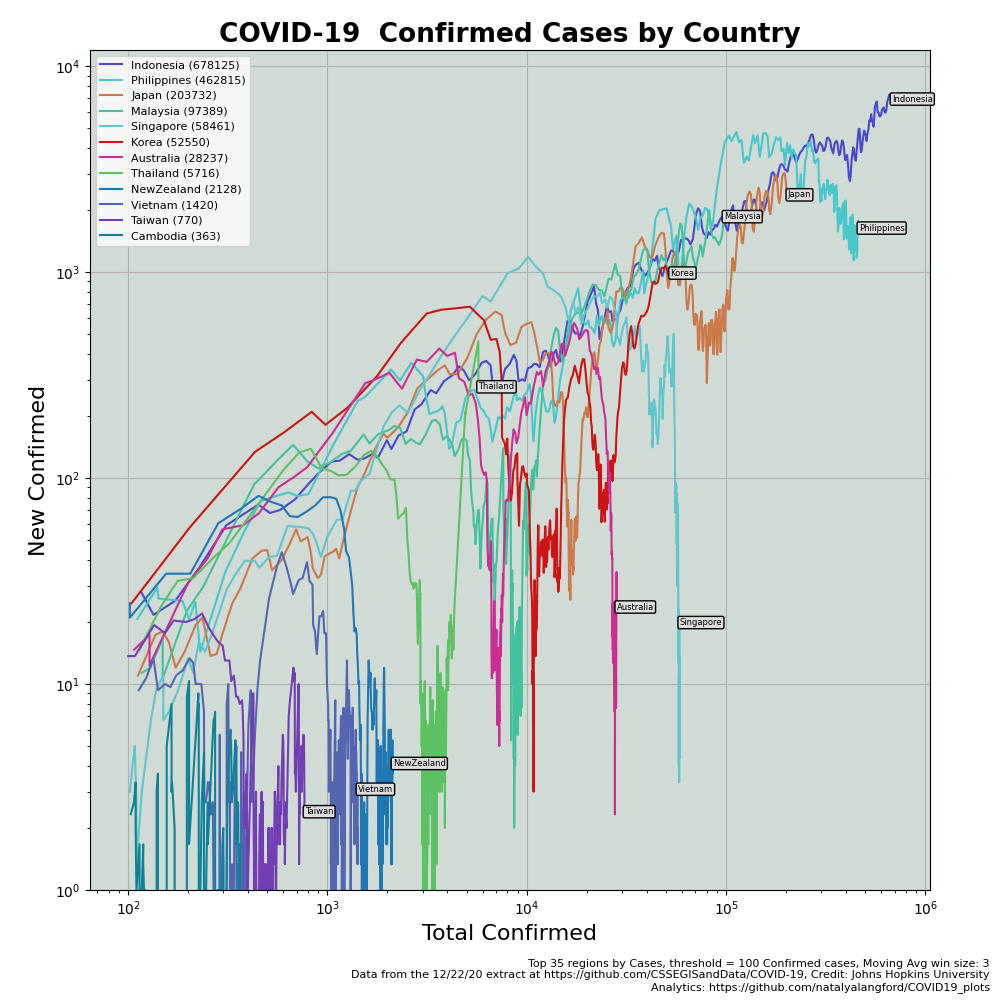 COVID-19  Confirmed Cases by Country
Indonesia (678125)
Philippines (462815)
Japan (203732)
Malaysia (97389)
Singapore (58461)
Korea (52550)
Australia (28237)
Thailand (5716)
NewZealand (2128)
Vietnam (1420)
Taiwan (770)
Cambodia (363)
10⁴
10³
10²
10¹
10⁰
New Confirmed
Indonesia
Japan
Malaysia
Philippines
Korea
Thailand
Australia
Singapore
NewZealand
Vietnam
Taiwan
10² 10³ 10⁴ 10⁵ 10⁶
Total Confirmed
Top 35 regions by Cases, threshold = 100 Confirmed cases, Moving Avg win size: 3
Data from the 12/22/20 extract at https://github.com/CSSEGISandData/COVID-19, Credit: Johns Hopkins University
Analytics: https://github.com/natalyalangford/COVID19_plots